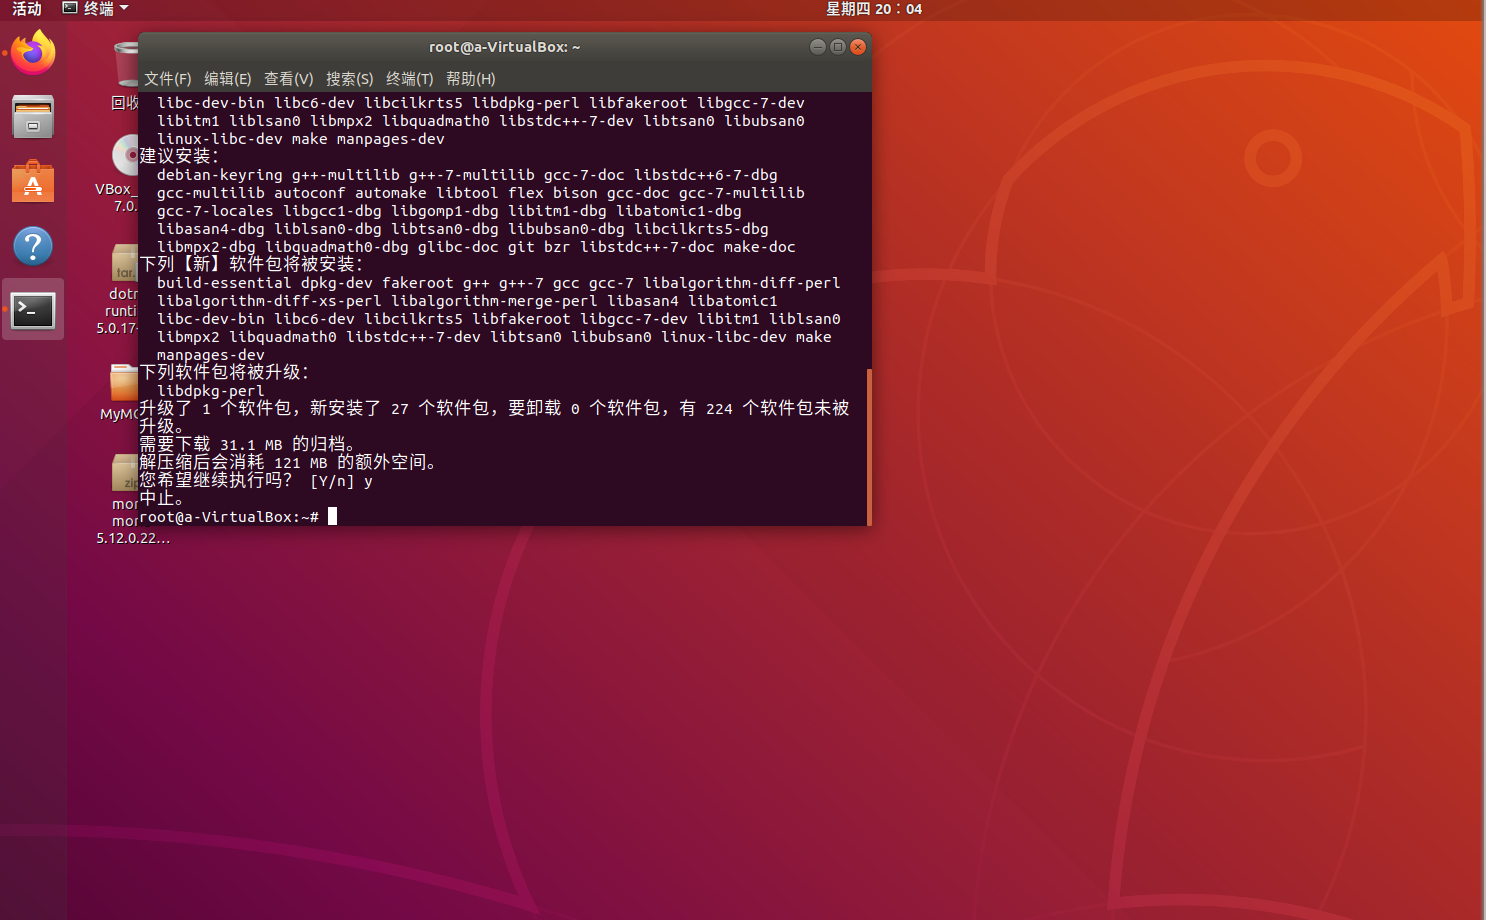 活动
终端
星期四 20：04
root@a-VirtualBox: ~
文件(F) 编辑(E) 查看(V) 搜索(S) 终端(T) 帮助(H)
libc-dev-bin libc6-dev libcilkrts5 libdpkg-perl libfakeroot libgcc-7-dev
libitm1 liblsan0 libmpx2 libquadmath0 libstdc++-7-dev libtsan0 libubsan0
linux-libc-dev make manpages-dev
建议安装：
debian-keyring g++-multilib g++-7-multilib gcc-7-doc libstdc++6-7-dbg
gcc-multilib autoconf automake libtool flex bison gcc-doc gcc-7-multilib
gcc-7-locales libgcc1-dbg libgomp1-dbg libitm1-dbg libatomic1-dbg
libasan4-dbg liblsan0-dbg libtsan0-dbg libubsan0-dbg libcilkrts5-dbg
libmpx2-dbg libquadmath0-dbg glibc-doc git bzr libstdc++-7-doc make-doc
下列【新】软件包将被安装：
build-essential dpkg-dev fakeroot g++ g++-7 gcc gcc-7 libalgorithm-diff-perl
libalgorithm-diff-xs-perl libalgorithm-merge-perl libasan4 libatomic1
libc-dev-bin libc6-dev libcilkrts5 libfakeroot libgcc-7-dev libitm1 liblsan0
libmpx2 libquadmath0 libstdc++-7-dev libtsan0 libubsan0 linux-libc-dev make
manpages-dev
下列软件包将被升级：
libdpkg-perl
升级了 1 个软件包，新安装了 27 个软件包，要卸载 0 个软件包，有 224 个软件包未被
升级。
需要下载 31.1 MB 的归档。
解压缩后会消耗 121 MB 的额外空间。
您希望继续执行吗？ [Y/n] y
中止。
root@a-VirtualBox:~#
回收
VBox_
7.0.
tar.
dotn
runti
5.0.17-
MyMC
zip
mon
mon
5.12.0.22...